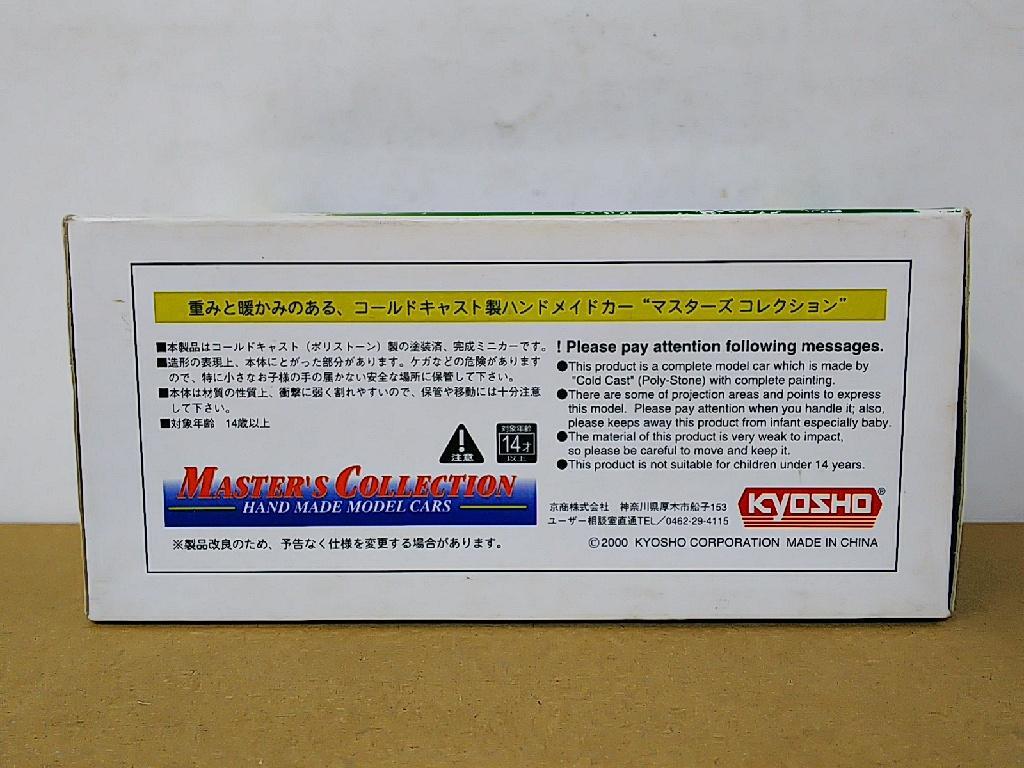 重みと暖かみのある、コールドキャスト製ハンドメイドカー“マスターズ コレクション”
■本製品はコールドキャスト（ポリストーン）製の塗装済、完成ミニカーです。
■造形の表現上、本体にとがった部分があります。ケガなどの危険があります
ので、特に小さなお子様の手の届かない安全な場所に保管して下さい。
■本体は材質の性質上、衝撃に弱く割れやすいので、保管や移動には十分注意
して下さい。
■対象年齢 14歳以上
注意
対象年齢
14才
以上
MASTER'S COLLECTION
HAND MADE MODEL CARS
※製品改良のため、予告なく仕様を変更する場合があります。
! Please pay attention following messages.
●This product is a complete model car which is made by
"Cold Cast" (Poly-Stone) with complete painting.
●There are some of projection areas and points to express
this model. Please pay attention when you handle it; also,
please keeps away this product from infant especially baby.
●The material of this product is very weak to impact,
so please be careful to move and keep it.
●This product is not suitable for children under 14 years.
京商株式会社 神奈川県厚木市船子153
ユーザー相談室直通TEL／0462-29-4115
KYOSHO®
©2000 KYOSHO CORPORATION MADE IN CHINA